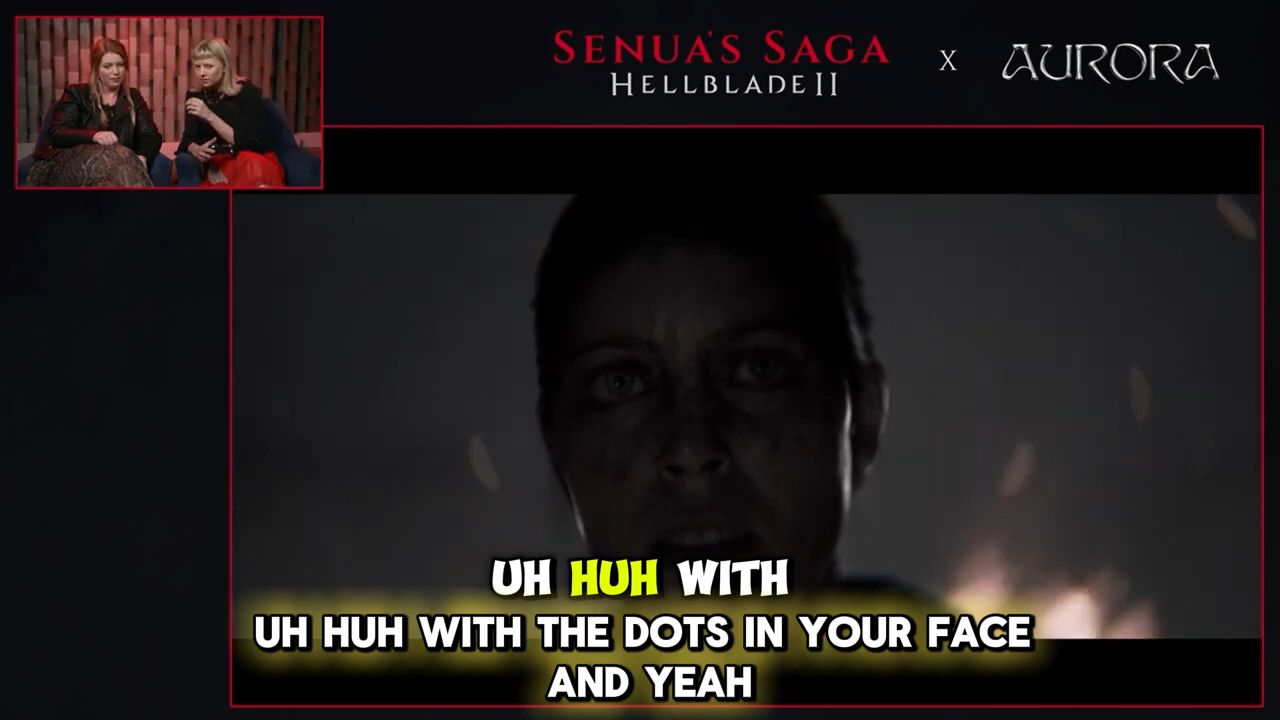 SENUA'S SAGA
HELLBLADE II
X
AURORA
UH HUH WITH
UH HUH WITH THE DOTS IN YOUR FACE
AND YEAH